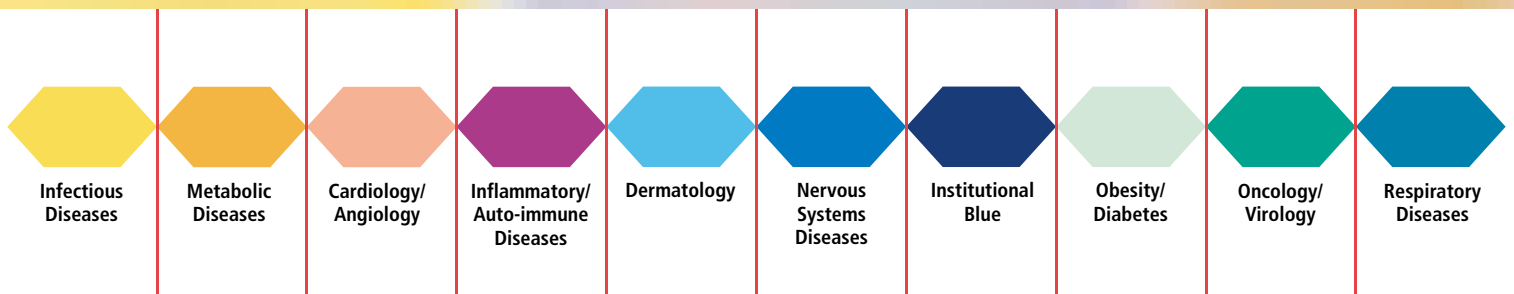 Infectious
Diseases
Metabolic
Diseases
Cardiology/
Angiology
Inflammatory/
Auto-immune
Diseases
Dermatology
Nervous
Systems
Diseases
Institutional
Blue
Obesity/
Diabetes
Oncology/
Virology
Respiratory
Diseases